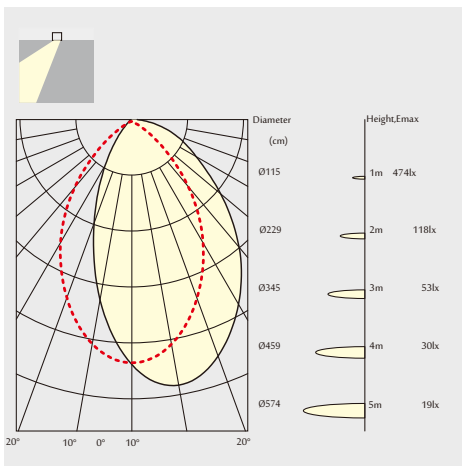 Diameter Height,Emax
(cm)
Ø115 1m 474lx
Ø229 2m 118lx
Ø345 3m 53lx
Ø459 4m 30lx
Ø574 5m 19lx
20° 10° 0° 10° 20°